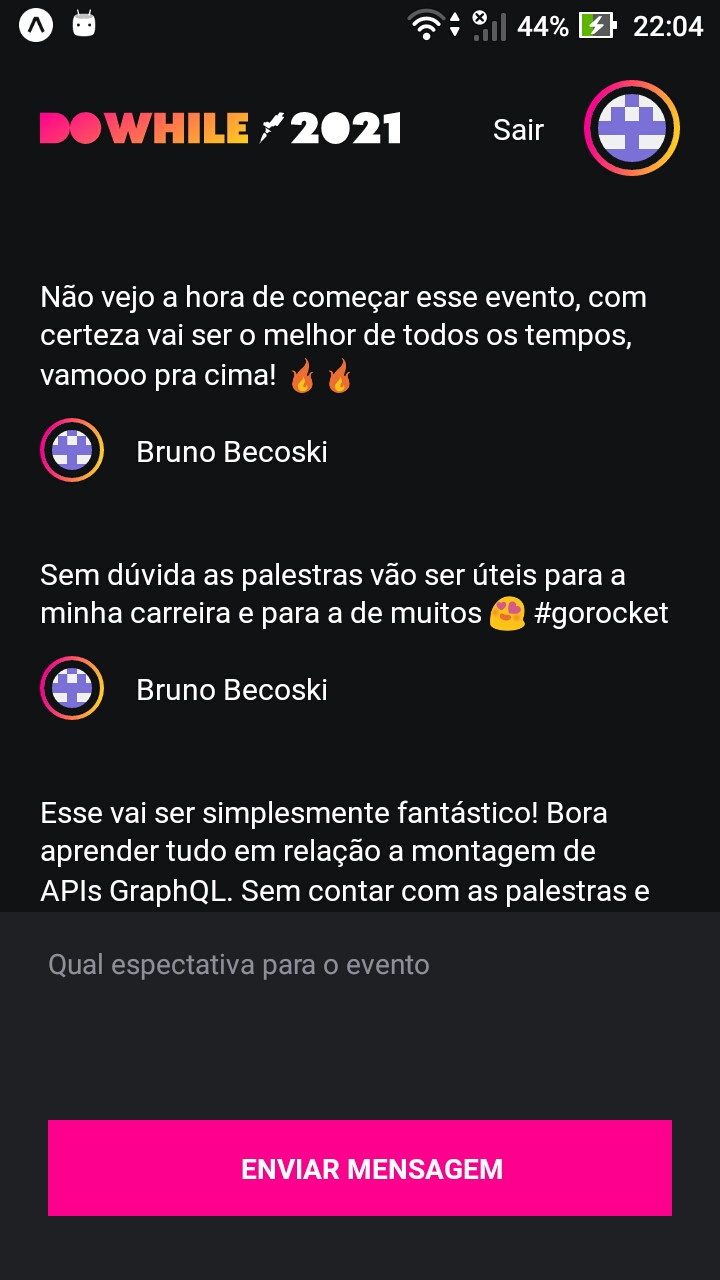 44% 22:04
DOWHILE 2021
Sair
Não vejo a hora de começar esse evento, com
certeza vai ser o melhor de todos os tempos,
vamooo pra cima! 🔥 🔥
Bruno Becoski
Sem dúvida as palestras vão ser úteis para a
minha carreira e para a de muitos 😍 #gorocket
Bruno Becoski
Esse vai ser simplesmente fantástico! Bora
aprender tudo em relação a montagem de
APIs GraphQL. Sem contar com as palestras e
Qual espectativa para o evento
ENVIAR MENSAGEM